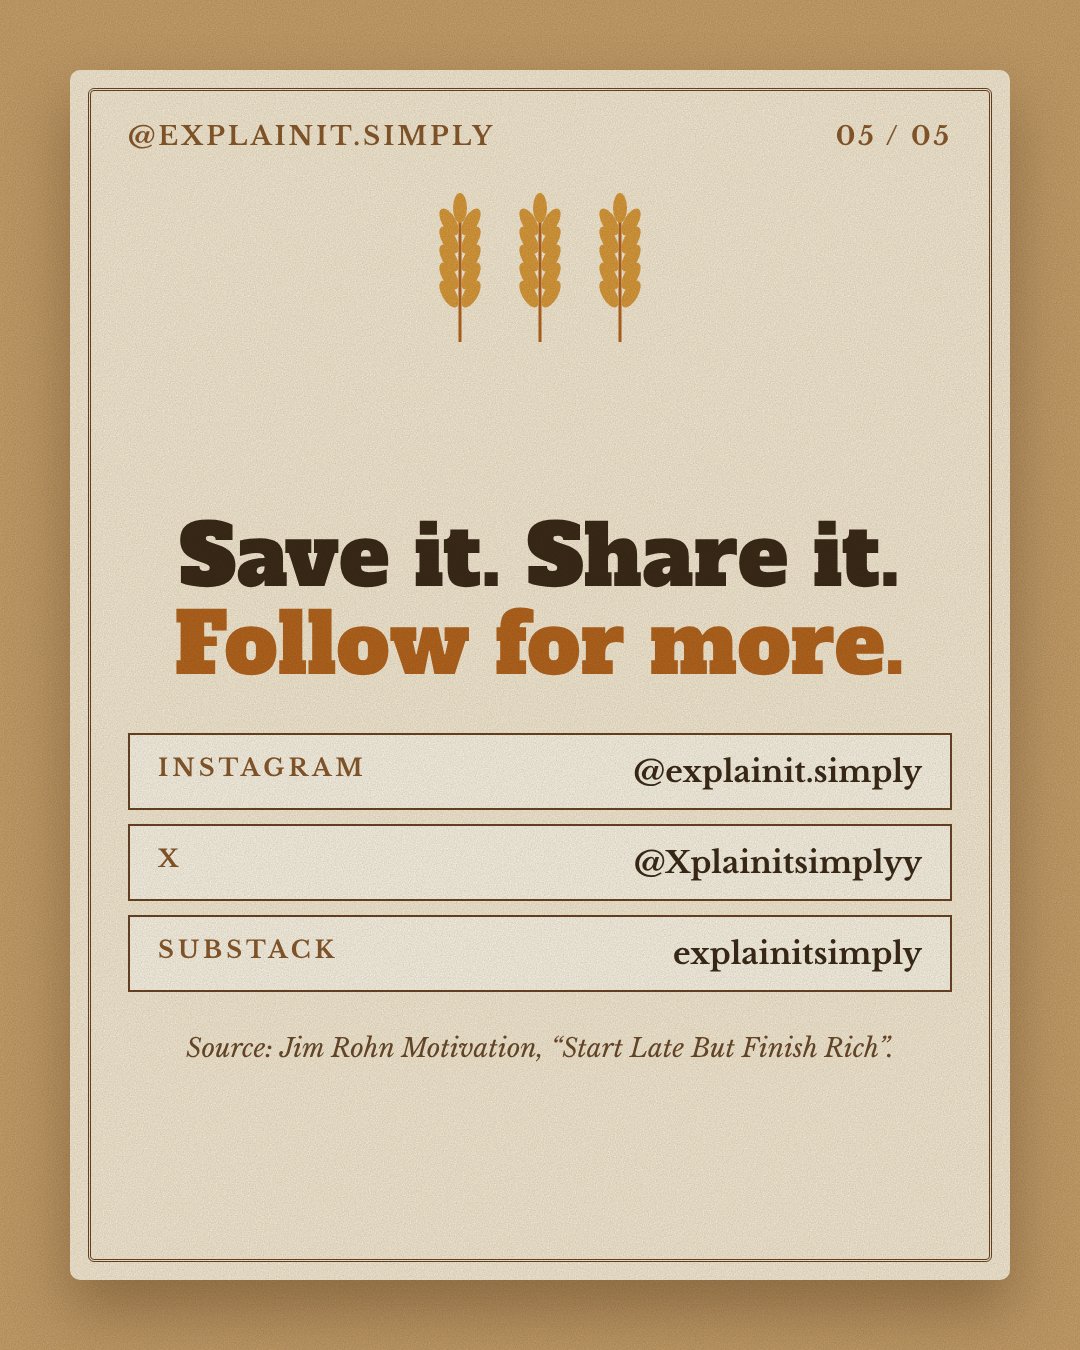 @EXPLAINIT.SIMPLY 05 / 05
Save it. Share it.
Follow for more.
INSTAGRAM @explainit.simply
X @Xplainitsimplyy
SUBSTACK explainitsimply
Source: Jim Rohn Motivation, “Start Late But Finish Rich”.